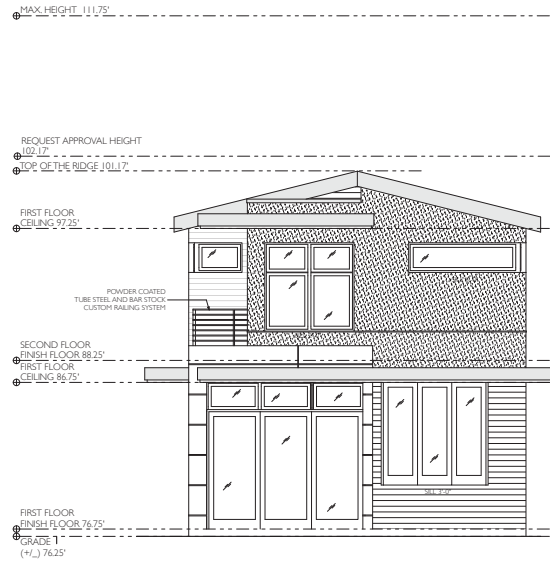 MAX. HEIGHT 111.75'
REQUEST APPROVAL HEIGHT
102.17'
TOP OF THE RIDGE 101.17'
FIRST FLOOR
CEILING 97.25'
POWDER COATED
TUBE STEEL AND BAR STOCK
CUSTOM RAILING SYSTEM
SECOND FLOOR
FINISH FLOOR 88.25'
FIRST FLOOR
CEILING 86.75'
SILL 3'-0"
FIRST FLOOR
FINISH FLOOR 76.75'
GRADE 1
(+/_) 76.25'